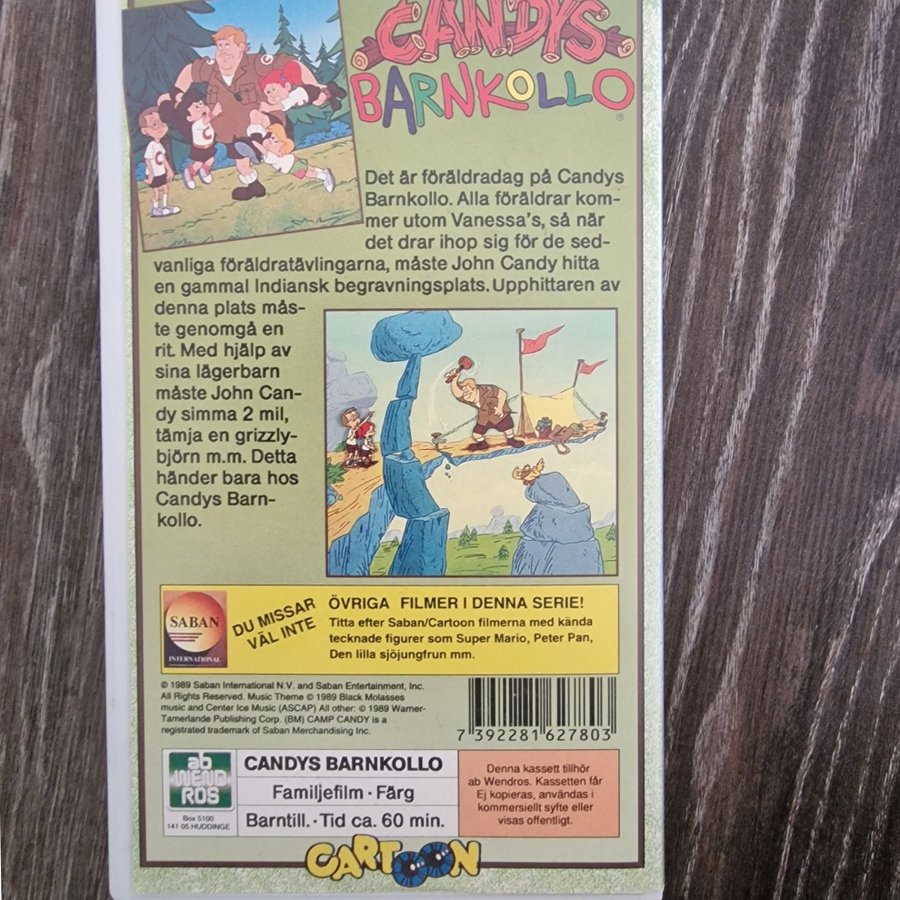 CANDYS
BARNKOLLO
®
Det är föräldradag på Candys
Barnkollo. Alla föräldrar kom-
mer utom Vanessa's, så när
det drar ihop sig för de sed-
vanliga föräldratävlingarna, måste John Candy hitta
en gammal Indiansk begravningsplats. Upphittaren av
denna plats mås-
te genomgå en
rit. Med hjälp av
sina lägerbarn
måste John Can-
dy simma 2 mil,
tämja en grizzly-
björn m.m. Detta
händer bara hos
Candys Barn-
kollo.
SABAN
INTERNATIONAL
DU MISSAR
VÄL INTE
ÖVRIGA FILMER I DENNA SERIE!
Titta efter Saban/Cartoon filmerna med kända
tecknade figurer som Super Mario, Peter Pan,
Den lilla sjöjungfrun mm.
© 1989 Saban International N.V. and Saban Entertainment, Inc.
All Rights Reserved. Music Theme © 1989 Black Molasses
music and Center Ice Music (ASCAP) All other: © 1989 Warner-
Tamerlande Publishing Corp. (BM) CAMP CANDY is a
registrated trademark of Saban Merchandising Inc.
7 392281 627803
ab
WEND
ROS
Box 5100
141 05 HUDDINGE
CANDYS BARNKOLLO
Familjefilm · Färg
Barntill. · Tid ca. 60 min.
Denna kassett tillhör
ab Wendros. Kassetten får
Ej kopieras, användas i
kommersiellt syfte eller
visas offentligt.
CARTOON